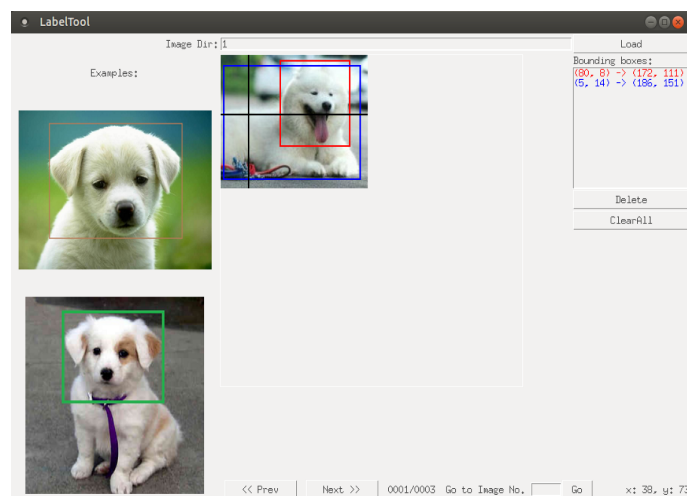 LabelTool
Image Dir: 1
Load
Examples:
Bounding boxes:
(80, 8) -> (172, 111)
(5, 14) -> (186, 151)
Delete
ClearAll
<< Prev
Next >>
0001/0003
Go to Image No.
Go
x: 38, y: 73